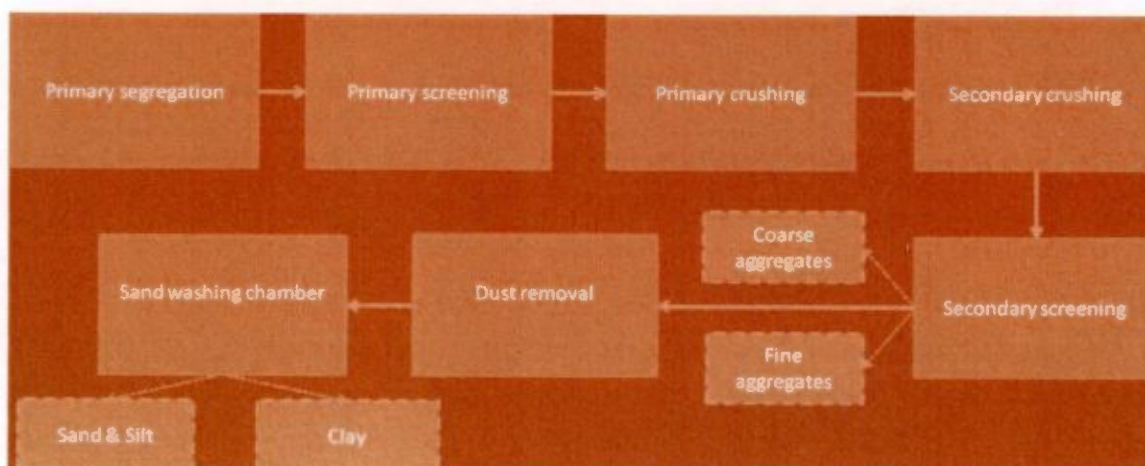 Primary segregation
Primary screening
Primary crushing
Secondary crushing
Coarse
aggregates
Sand washing chamber
Dust removal
Secondary screening
Fine
aggregates
Sand & Silt
Clay